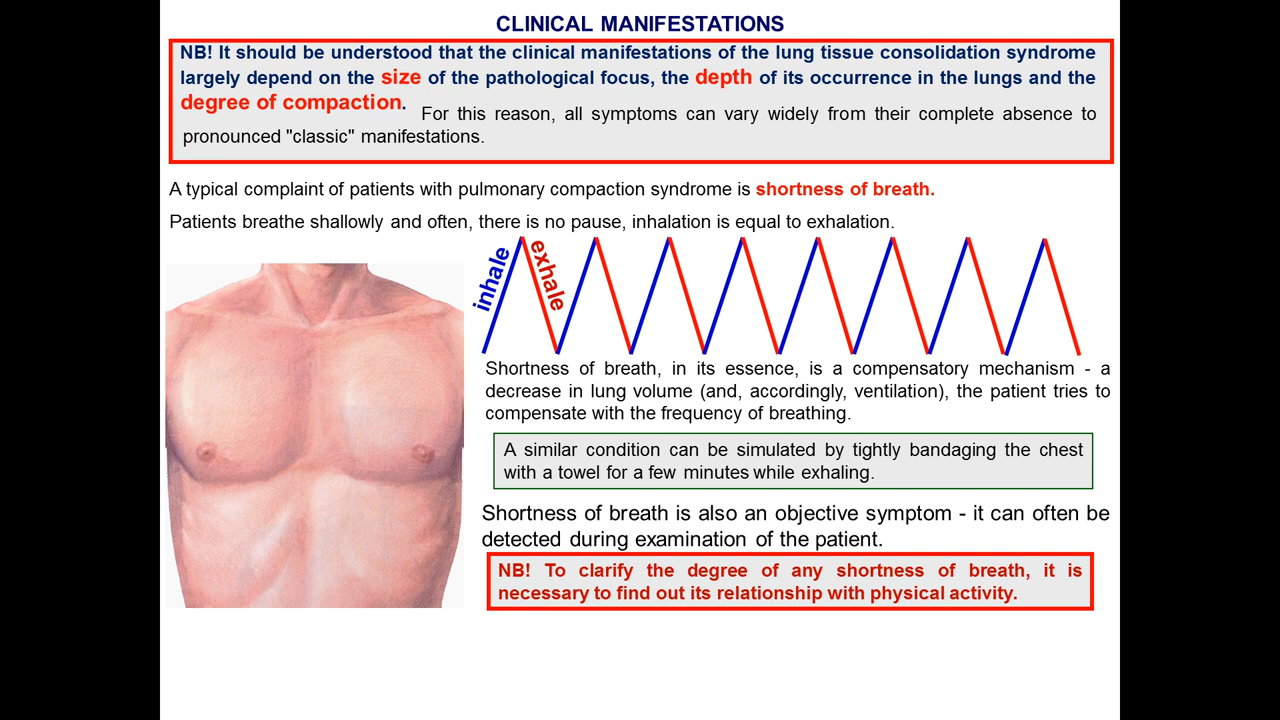 CLINICAL MANIFESTATIONS
NB! It should be understood that the clinical manifestations of the lung tissue consolidation syndrome
largely depend on the size of the pathological focus, the depth of its occurrence in the lungs and the
degree of compaction.
For this reason, all symptoms can vary widely from their complete absence to
pronounced "classic" manifestations.
A typical complaint of patients with pulmonary compaction syndrome is shortness of breath.
Patients breathe shallowly and often, there is no pause, inhalation is equal to exhalation.
inhale
exhale
Shortness of breath, in its essence, is a compensatory mechanism - a
decrease in lung volume (and, accordingly, ventilation), the patient tries to
compensate with the frequency of breathing.
A similar condition can be simulated by tightly bandaging the chest
with a towel for a few minutes while exhaling.
Shortness of breath is also an objective symptom - it can often be
detected during examination of the patient.
NB! To clarify the degree of any shortness of breath, it is
necessary to find out its relationship with physical activity.